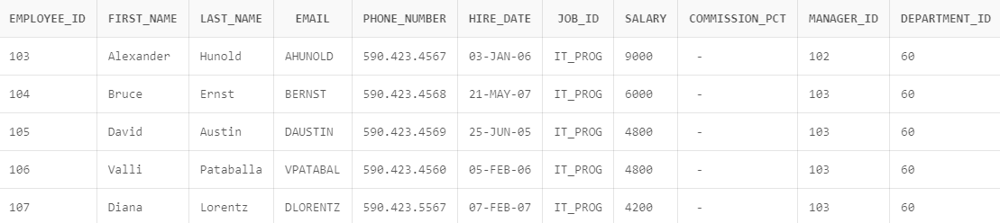 EMPLOYEE_ID FIRST_NAME LAST_NAME EMAIL PHONE_NUMBER HIRE_DATE JOB_ID SALARY COMMISSION_PCT MANAGER_ID DEPARTMENT_ID
103 Alexander Hunold AHUNOLD 590.423.4567 03-JAN-06 IT_PROG 9000 - 102 60
104 Bruce Ernst BERNST 590.423.4568 21-MAY-07 IT_PROG 6000 - 103 60
105 David Austin DAUSTIN 590.423.4569 25-JUN-05 IT_PROG 4800 - 103 60
106 Valli Pataballa VPATABAL 590.423.4560 05-FEB-06 IT_PROG 4800 - 103 60
107 Diana Lorentz DLORENTZ 590.423.5567 07-FEB-07 IT_PROG 4200 - 103 60